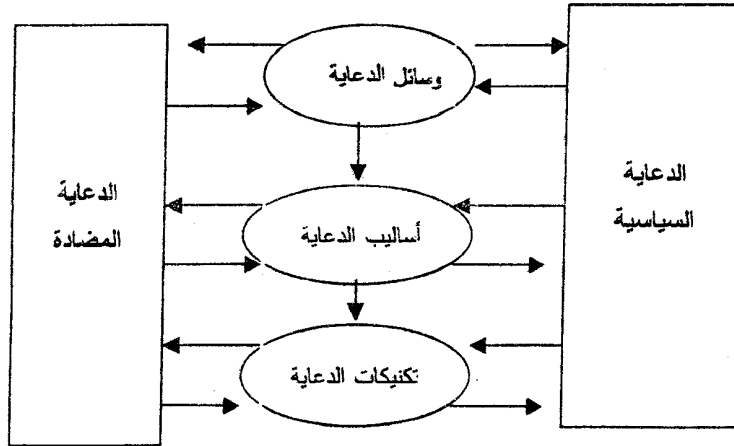 وسائل الدعاية
الدعاية
السياسية
الدعاية
المضادة
أساليب الدعاية
تكنيكات الدعاية